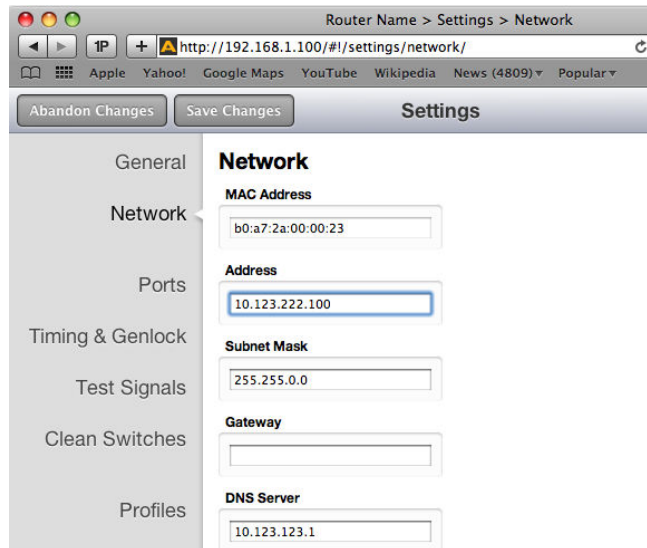 Router Name > Settings > Network
1P + http://192.168.1.100/#!/settings/network/
Apple Yahoo! Google Maps YouTube Wikipedia News (4809) Popular
Abandon Changes Save Changes Settings
General
Network
Ports
Timing & Genlock
Test Signals
Clean Switches
Profiles
Network
MAC Address
b0:a7:2a:00:00:23
Address
10.123.222.100
Subnet Mask
255.255.0.0
Gateway
DNS Server
10.123.123.1